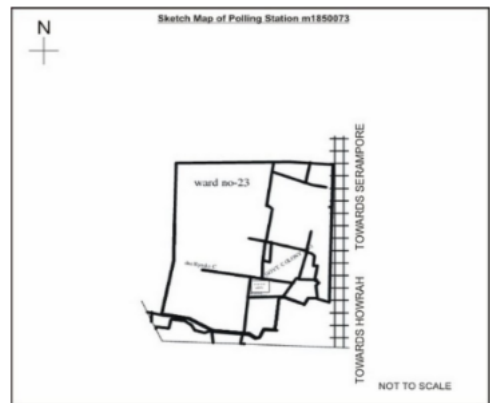 Sketch Map of Polling Station m1850073
N
TOWARDS SERAMPORE
ward no-23
TOWARDS HOWRAH
NOT TO SCALE